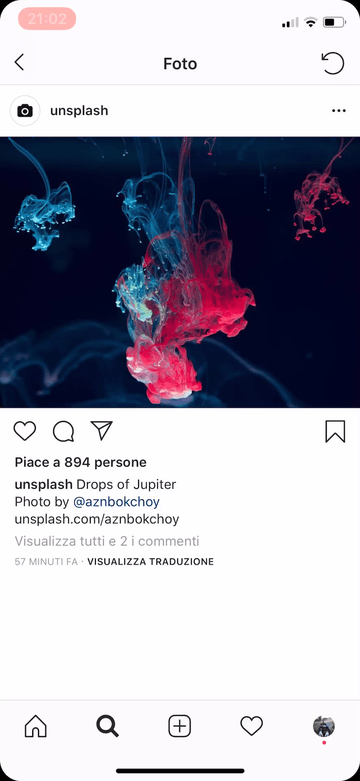 21:02
Foto
unsplash
Piace a 894 persone
unsplash Drops of Jupiter
Photo by @aznbokchoy
unsplash.com/aznbokchoy
Visualizza tutti e 2 i commenti
57 MINUTI FA · VISUALIZZA TRADUZIONE